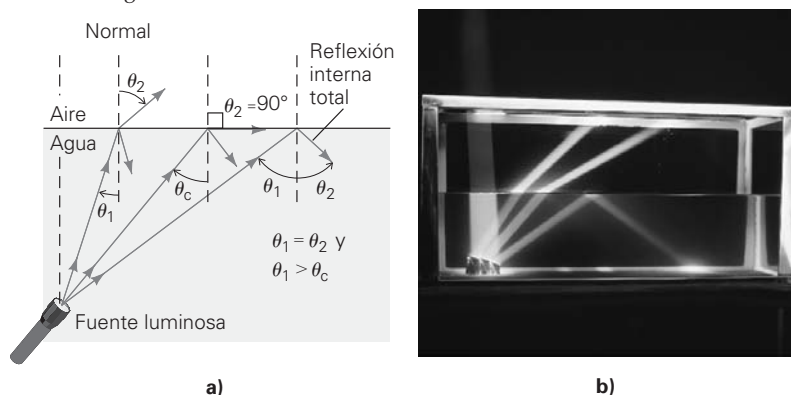 Normal
Reflexión
interna
total
θ2
θ2 =90°
Aire
Agua
θ1
θc
θ1
θ2
θ1 = θ2 y
θ1 > θc
Fuente luminosa
a)
b)